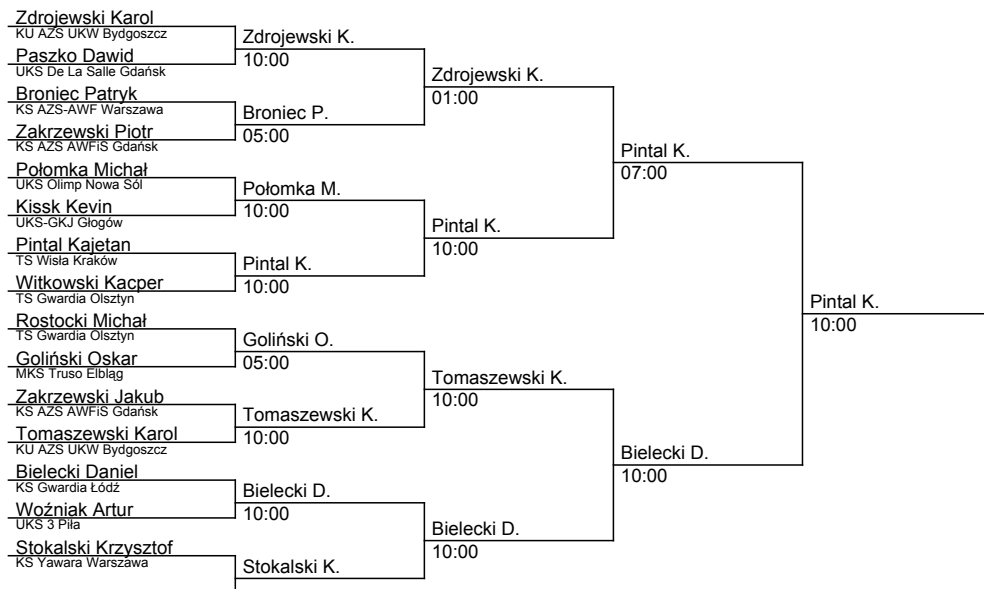 Zdrojewski Karol
KU AZS UKW Bydgoszcz
Paszko Dawid
UKS De La Salle Gdańsk
Broniec Patryk
KS AZS-AWF Warszawa
Zakrzewski Piotr
KS AZS AWFiS Gdańsk
Połomka Michał
UKS Olimp Nowa Sól
Kissk Kevin
UKS-GKJ Głogów
Pintal Kajetan
TS Wisła Kraków
Witkowski Kacper
TS Gwardia Olsztyn
Rostocki Michał
TS Gwardia Olsztyn
Goliński Oskar
MKS Truso Elbląg
Zakrzewski Jakub
KS AZS AWFiS Gdańsk
Tomaszewski Karol
KU AZS UKW Bydgoszcz
Bielecki Daniel
KS Gwardia Łódź
Woźniak Artur
UKS 3 Piła
Stokalski Krzysztof
KS Yawara Warszawa
Zdrojewski K.
10:00
Broniec P.
05:00
Połomka M.
10:00
Pintal K.
10:00
Goliński O.
05:00
Tomaszewski K.
10:00
Bielecki D.
10:00
Stokalski K.
Zdrojewski K.
01:00
Pintal K.
10:00
Tomaszewski K.
10:00
Bielecki D.
10:00
Pintal K.
07:00
Bielecki D.
10:00
Pintal K.
10:00